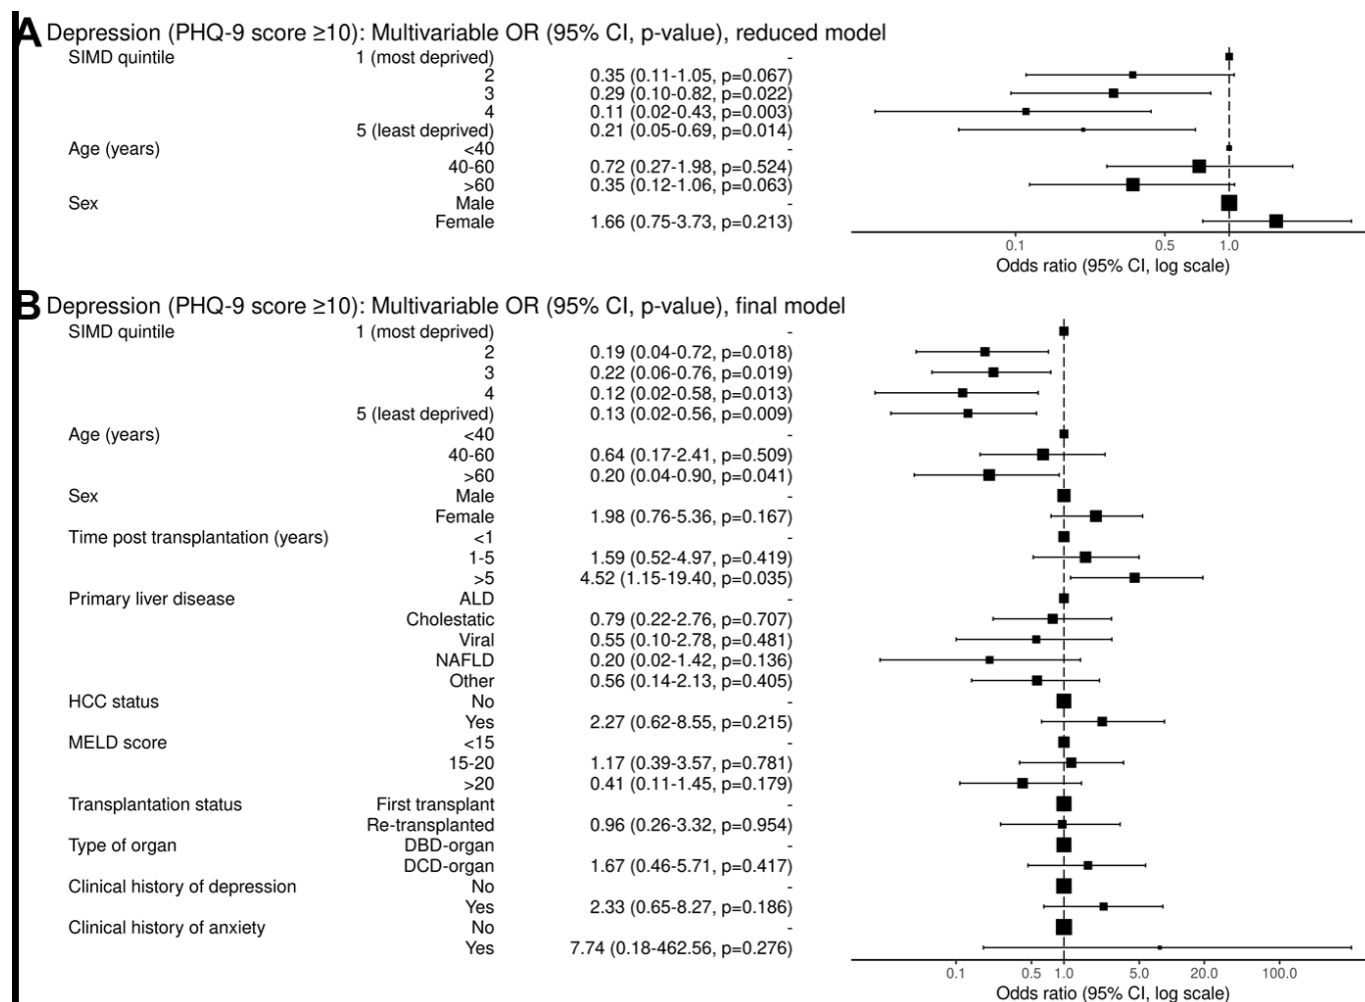 A Depression (PHQ-9 score ≥10): Multivariable OR (95% CI, p-value), reduced model
SIMD quintile 1 (most deprived) -
2 0.35 (0.11-1.05, p=0.067)
3 0.29 (0.10-0.82, p=0.022)
4 0.11 (0.02-0.43, p=0.003)
5 (least deprived) 0.21 (0.05-0.69, p=0.014)
Age (years) <40 -
40-60 0.72 (0.27-1.98, p=0.524)
>60 0.35 (0.12-1.06, p=0.063)
Sex Male -
Female 1.66 (0.75-3.73, p=0.213)
0.1 0.5 1.0
Odds ratio (95% CI, log scale)
B Depression (PHQ-9 score ≥10): Multivariable OR (95% CI, p-value), final model
SIMD quintile 1 (most deprived) -
2 0.19 (0.04-0.72, p=0.018)
3 0.22 (0.06-0.76, p=0.019)
4 0.12 (0.02-0.58, p=0.013)
5 (least deprived) 0.13 (0.02-0.56, p=0.009)
Age (years) <40 -
40-60 0.64 (0.17-2.41, p=0.509)
>60 0.20 (0.04-0.90, p=0.041)
Sex Male -
Female 1.98 (0.76-5.36, p=0.167)
Time post transplantation (years) <1 -
1-5 1.59 (0.52-4.97, p=0.419)
>5 4.52 (1.15-19.40, p=0.035)
Primary liver disease ALD -
Cholestatic 0.79 (0.22-2.76, p=0.707)
Viral 0.55 (0.10-2.78, p=0.481)
NAFLD 0.20 (0.02-1.42, p=0.136)
Other 0.56 (0.14-2.13, p=0.405)
HCC status No -
Yes 2.27 (0.62-8.55, p=0.215)
MELD score <15 -
15-20 1.17 (0.39-3.57, p=0.781)
>20 0.41 (0.11-1.45, p=0.179)
Transplantation status First transplant -
Re-transplanted 0.96 (0.26-3.32, p=0.954)
Type of organ DBD-organ -
DCD-organ 1.67 (0.46-5.71, p=0.417)
Clinical history of depression No -
Yes 2.33 (0.65-8.27, p=0.186)
Clinical history of anxiety No -
Yes 7.74 (0.18-462.56, p=0.276)
0.1 0.5 1.0 5.0 20.0 100.0
Odds ratio (95% CI, log scale)